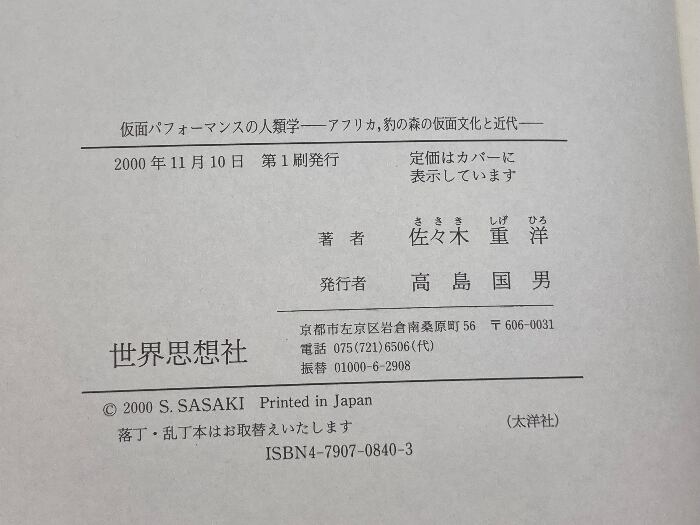 仮面パフォーマンスの人類学——アフリカ,豹の森の仮面文化と近代——
2000年11月10日　第1刷発行
定価はカバーに
表示しています
さ さ き　しげ　ひろ
著　者　佐々木　重　洋
発行者　高　島　国　男
京都市左京区岩倉南桑原町56　〒606-0031
世界思想社
電話　075(721)6506(代)
振替　01000-6-2908
© 2000 S. SASAKI　Printed in Japan
落丁・乱丁本はお取替えいたします
（太洋社）
ISBN4-7907-0840-3